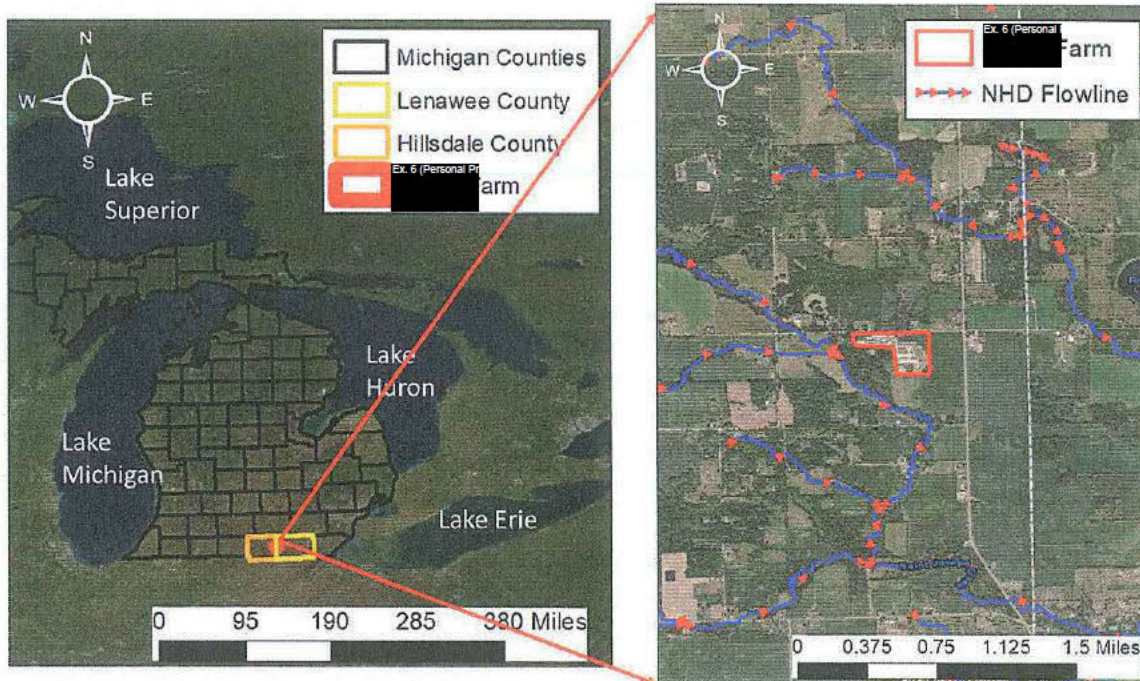 N
W E
S
Michigan Counties
Lenawee County
Hillsdale County
Ex. 6 (Personal Pr
arm
Lake
Superior
Lake
Huron
Lake
Michigan
Lake Erie
0 95 190 285 380 Miles
N
W E
S
Ex. 6 (Personal
Farm
NHD Flowline
0 0.375 0.75 1.125 1.5 Miles